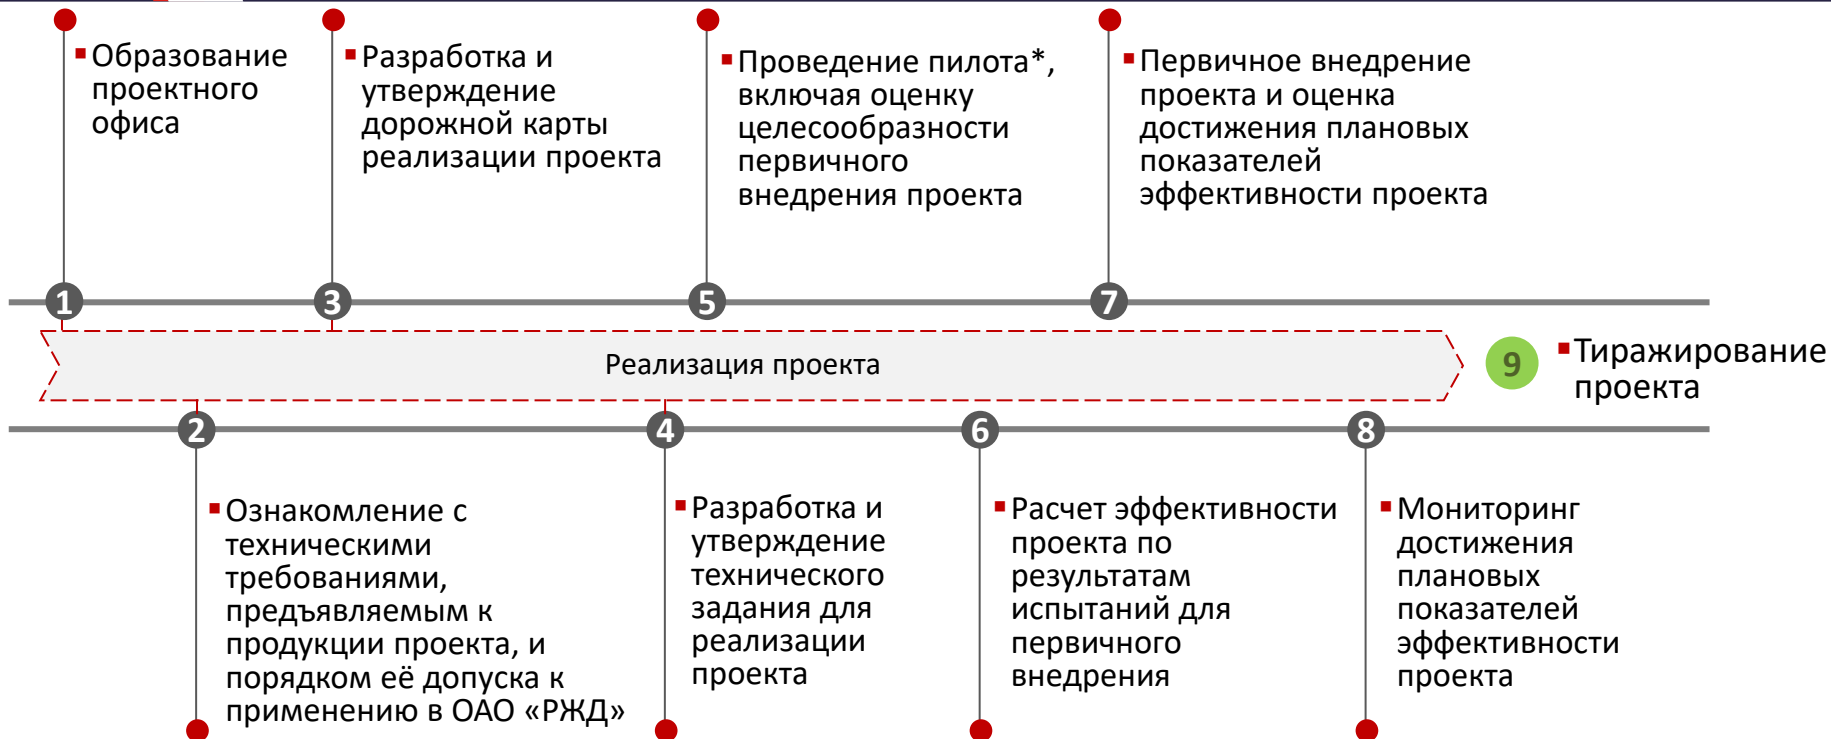 Образование
проектного
офиса
Разработка и
утверждение
дорожной карты
реализации проекта
Проведение пилота*,
включая оценку
целесообразности
первичного
внедрения проекта
Первичное внедрение
проекта и оценка
достижения плановых
показателей
эффективности проекта
1
3
5
7
Реализация проекта
9
Тиражирование
проекта
2
4
6
8
Ознакомление с
техническими
требованиями,
предъявляемым к
продукции проекта, и
порядком её допуска к
применению в ОАО «РЖД»
Разработка и
утверждение
технического
задания для
реализации
проекта
Расчет эффективности
проекта по
результатам
испытаний для
первичного
внедрения
Мониторинг
достижения
плановых
показателей
эффективности
проекта